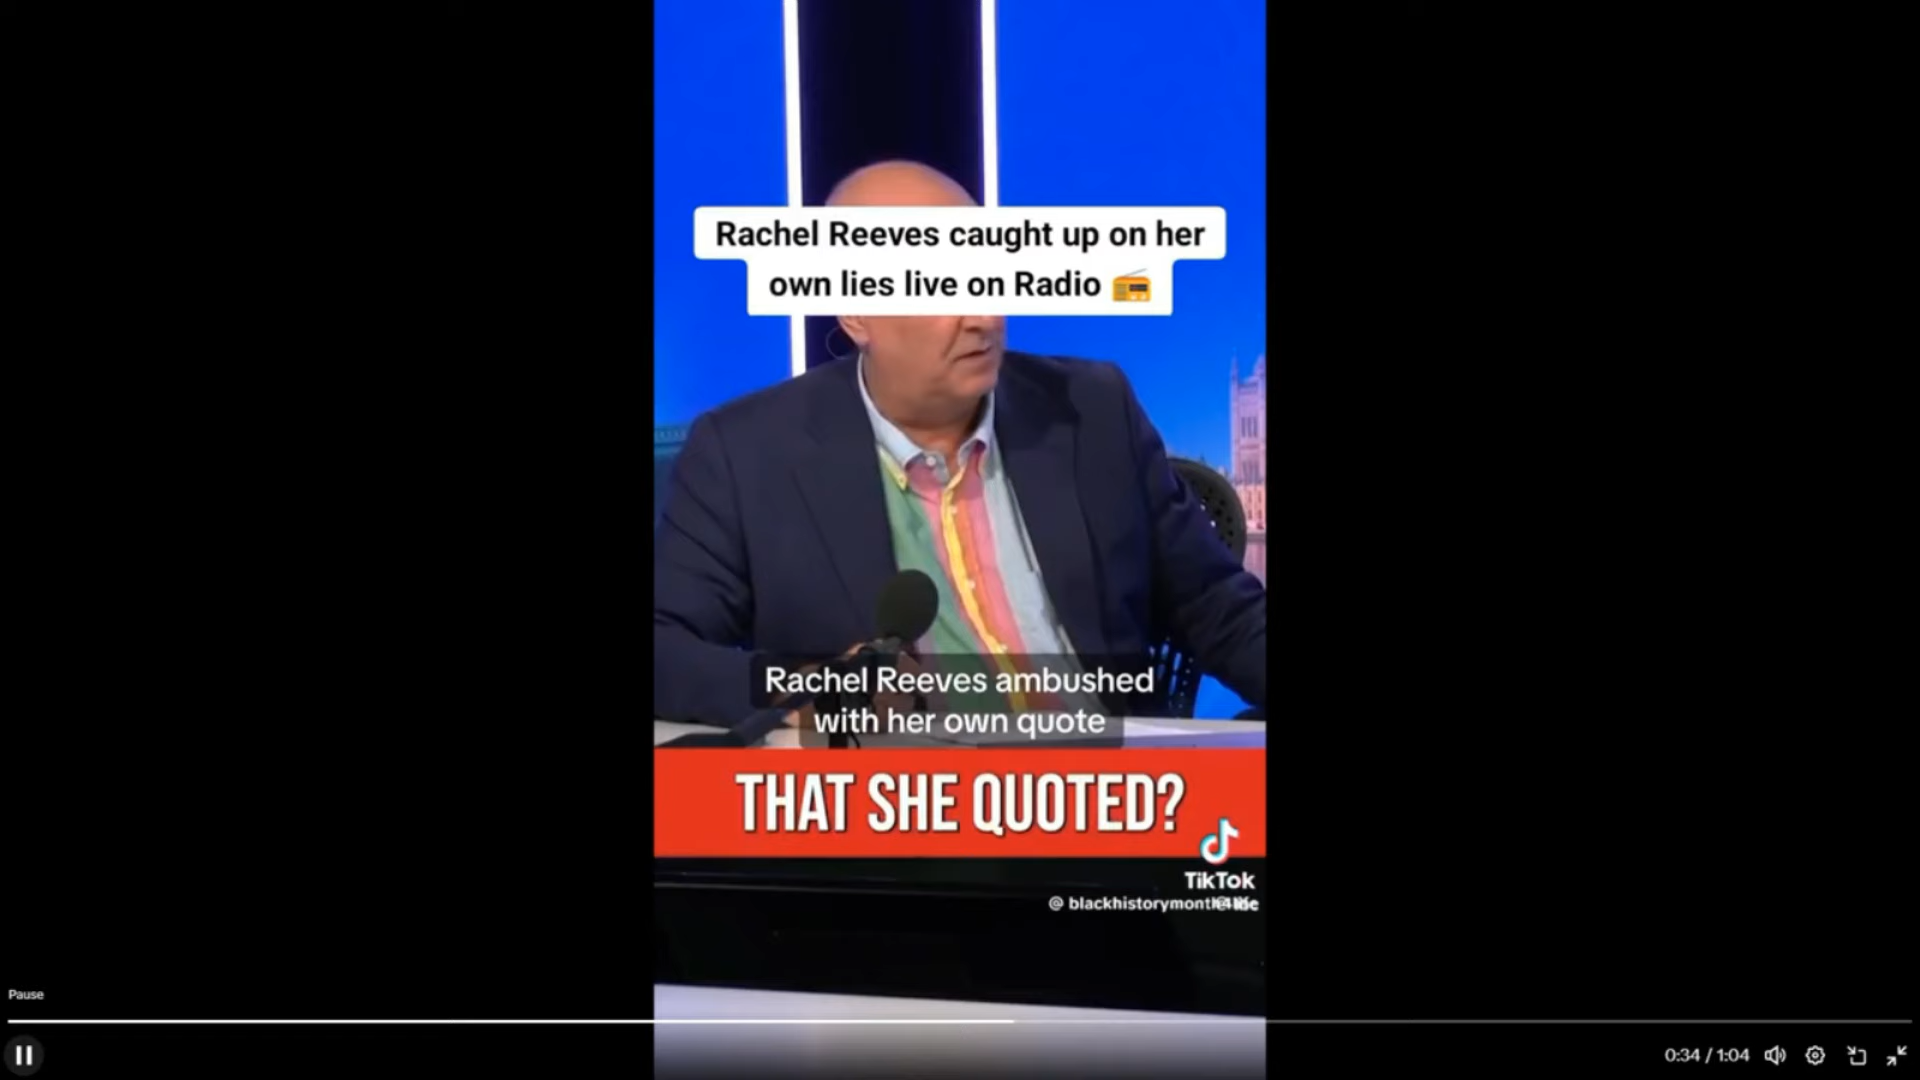 Rachel Reeves caught up on her
own lies live on Radio 📻
Rachel Reeves ambushed
with her own quote
THAT SHE QUOTED?
TikTok
Pause
0:34 / 1:04